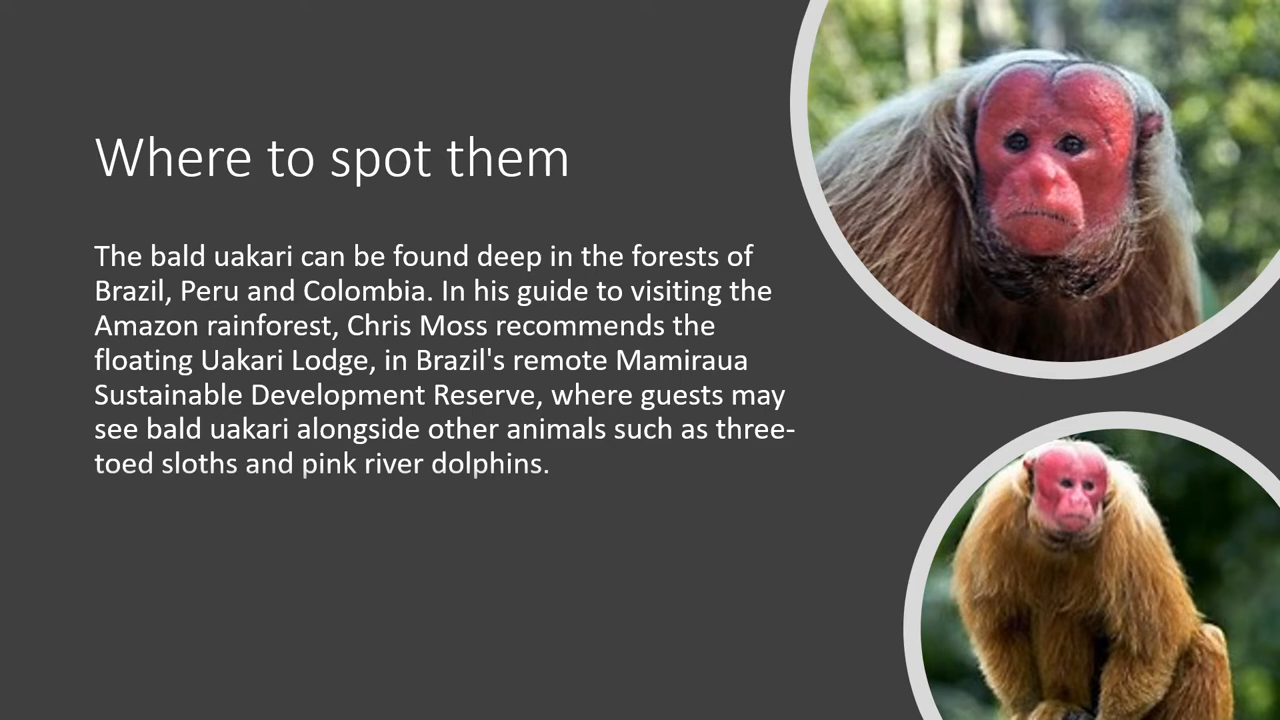 Where to spot them
The bald uakari can be found deep in the forests of
Brazil, Peru and Colombia. In his guide to visiting the
Amazon rainforest, Chris Moss recommends the
floating Uakari Lodge, in Brazil's remote Mamiraua
Sustainable Development Reserve, where guests may
see bald uakari alongside other animals such as three-
toed sloths and pink river dolphins.